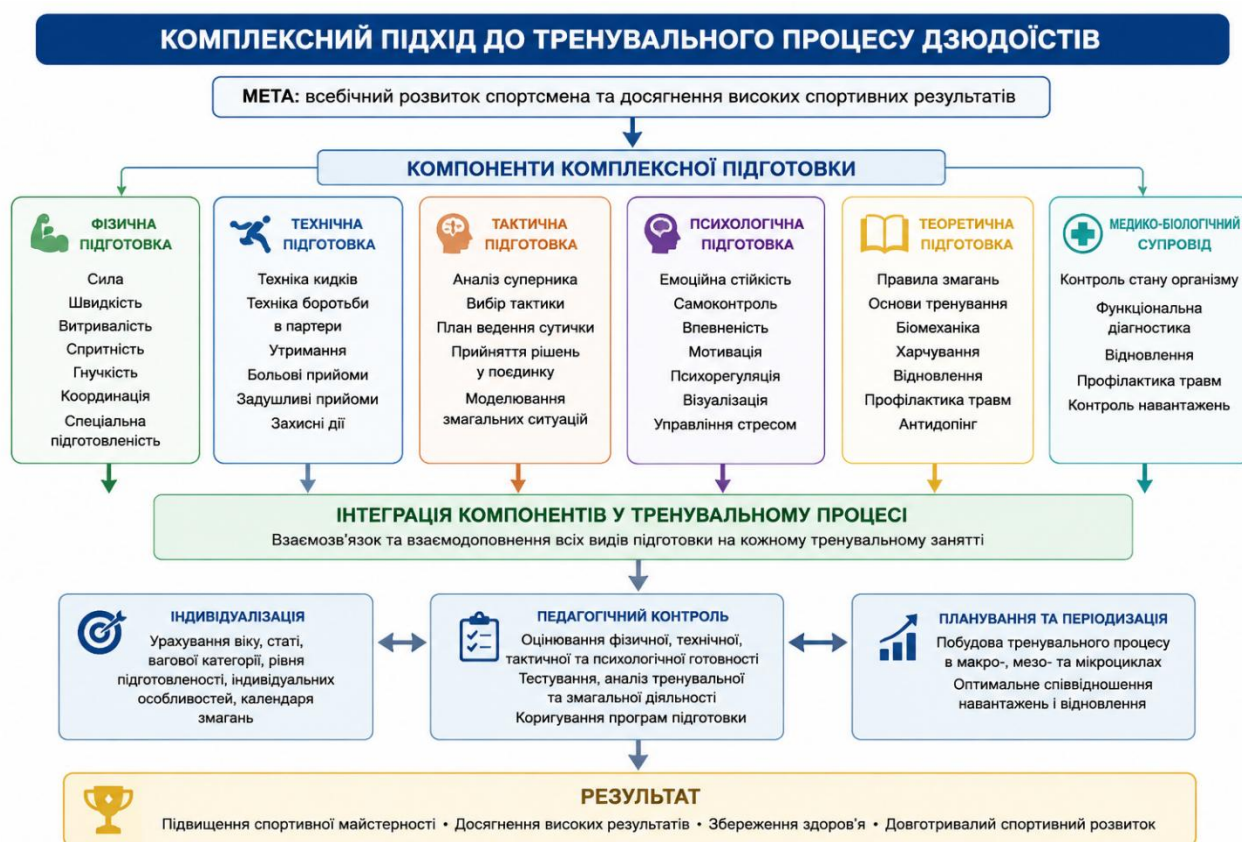 КОМПЛЕКСНИЙ ПІДХІД ДО ТРЕНУВАЛЬНОГО ПРОЦЕСУ ДЗЮДОЇСТІВ
МЕТА: всебічний розвиток спортсмена та досягнення високих спортивних результатів
КОМПОНЕНТИ КОМПЛЕКСНОЇ ПІДГОТОВКИ
ФІЗИЧНА
ПІДГОТОВКА
Сила
Швидкість
Витривалість
Спритність
Гнучкість
Координація
Спеціальна
підготовленість
ТЕХНІЧНА
ПІДГОТОВКА
Техніка кидків
Техніка боротьби
в партери
Утримання
Больові прийоми
Задушливі прийоми
Захисні дії
ТАКТИЧНА
ПІДГОТОВКА
Аналіз суперника
Вибір тактики
План ведення сутички
Прийняття рішень
у поєдинку
Моделювання
змагальних ситуацій
ПСИХОЛОГІЧНА
ПІДГОТОВКА
Емоційна стійкість
Самоконтроль
Впевненість
Мотивація
Психорегуляція
Візуалізація
Управління стресом
ТЕОРЕТИЧНА
ПІДГОТОВКА
Правила змагань
Основи тренування
Біомеханіка
Харчування
Відновлення
Профілактика травм
Антидопінг
МЕДИКО-БІОЛОГІЧНИЙ
СУПРОВІД
Контроль стану організму
Функціональна
діагностика
Відновлення
Профілактика травм
Контроль навантажень
ІНТЕГРАЦІЯ КОМПОНЕНТІВ У ТРЕНУВАЛЬНОМУ ПРОЦЕСІ
Взаємозв'язок та взаємодоповнення всіх видів підготовки на кожному тренувальному занятті
ІНДИВІДУАЛІЗАЦІЯ
Урахування віку, статі,
вагової категорії, рівня
підготовленості, індивідуальних
особливостей, календаря
змагань
ПЕДАГОГІЧНИЙ КОНТРОЛЬ
Оцінювання фізичної, технічної,
тактичної та психологічної готовності
Тестування, аналіз тренувальної
та змагальної діяльності
Коригування програм підготовки
ПЛАНУВАННЯ ТА ПЕРІОДИЗАЦІЯ
Побудова тренувального процесу
в макро-, мезо- та мікроциклах
Оптимальне співвідношення
навантажень і відновлення
РЕЗУЛЬТАТ
Підвищення спортивної майстерності • Досягнення високих результатів • Збереження здоров'я • Довготривалий спортивний розвиток